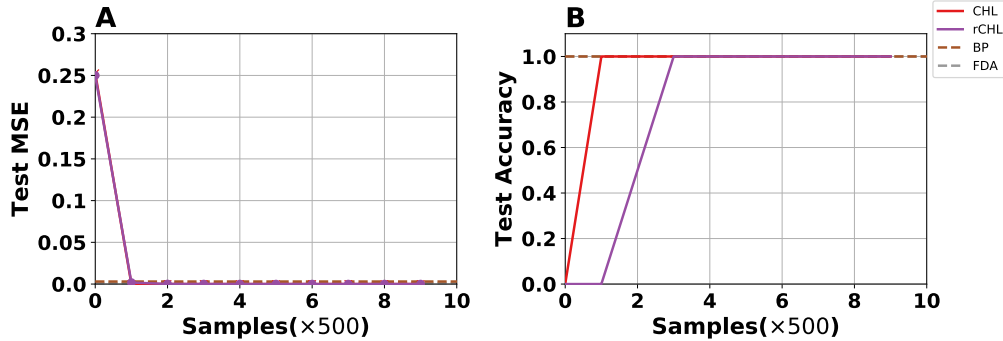 A
Test MSE
0.3
0.25
0.2
0.15
0.1
0.05
0.0
0 2 4 6 8 10
Samples(×500)
B
Test Accuracy
1.0
0.8
0.6
0.4
0.2
0.0
0 2 4 6 8 10
Samples(×500)
CHL
rCHL
BP
FDA